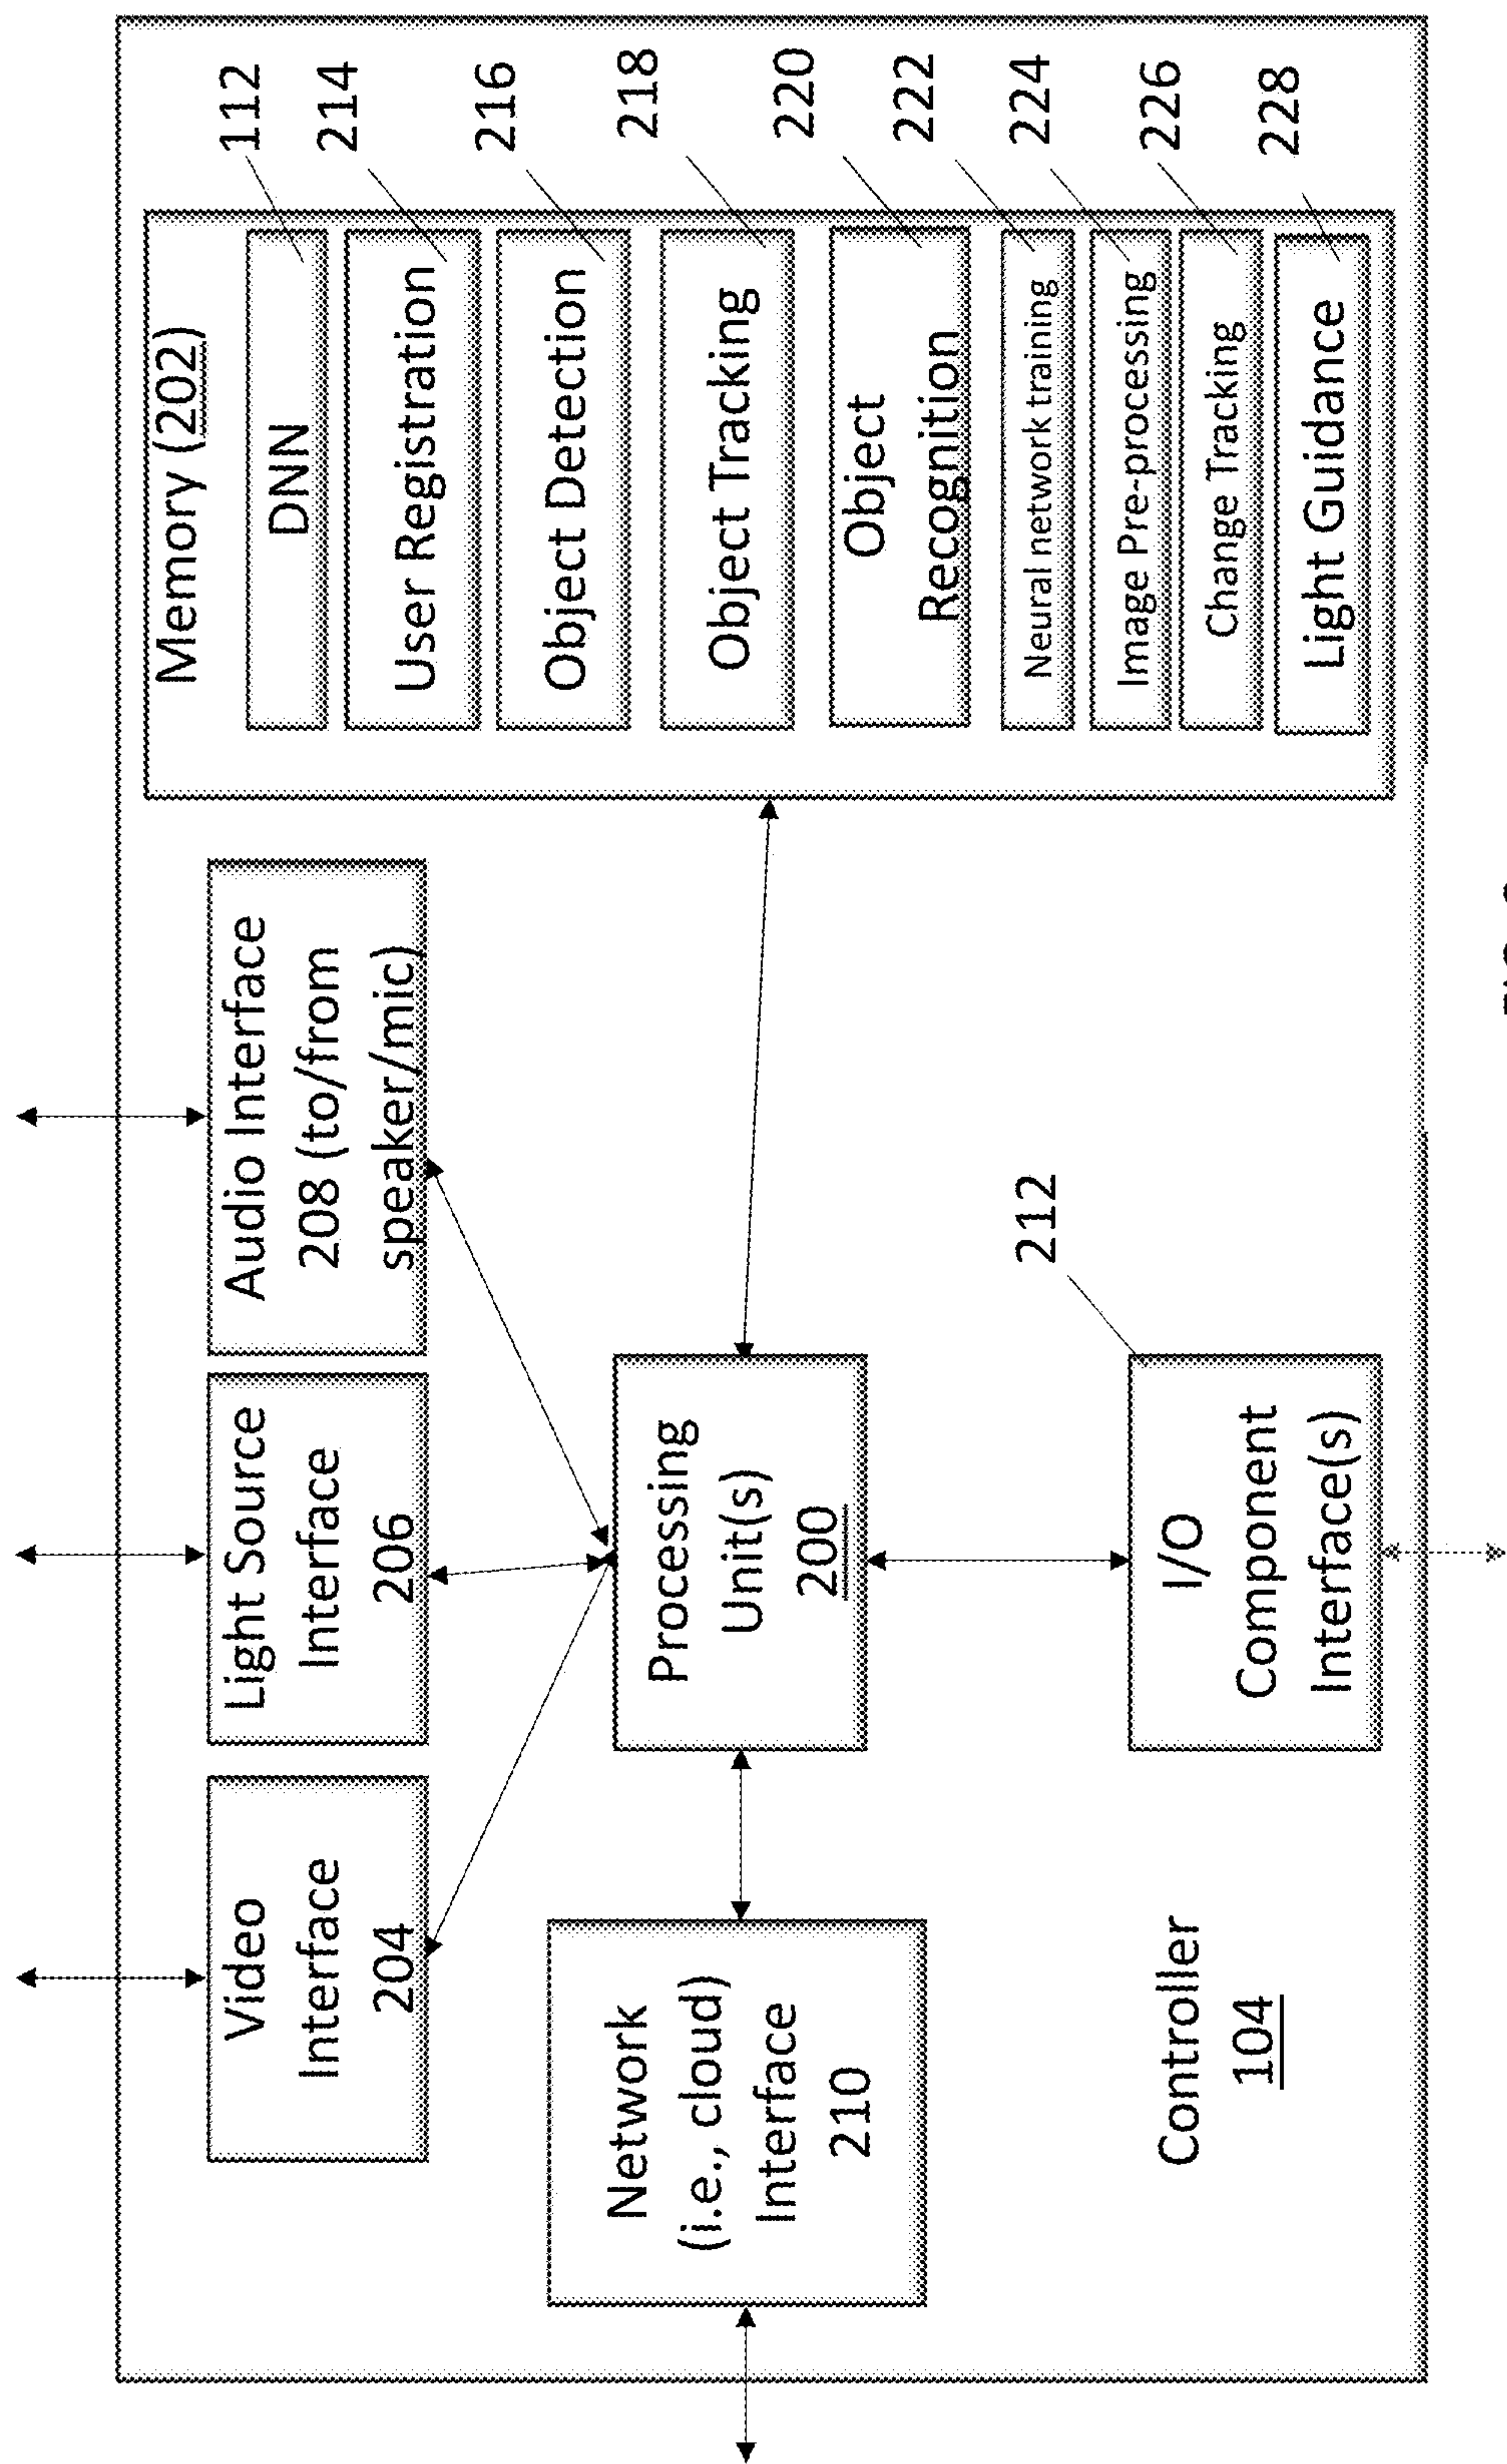 Video
Interface
204
Light Source
Interface
206
Audio Interface
208 (to/from
speaker/mic)
Network
(i.e., cloud)
Interface
210
Processing
Unit(s)
200
I/O
Component
Interface(s)
212
Controller
104
Memory (202)
DNN
112
User Registration
214
Object Detection
216
Object Tracking
218
Object
Recognition
220
Neural network training
222
Image Pre-processing
224
Change Tracking
226
Light Guidance
228